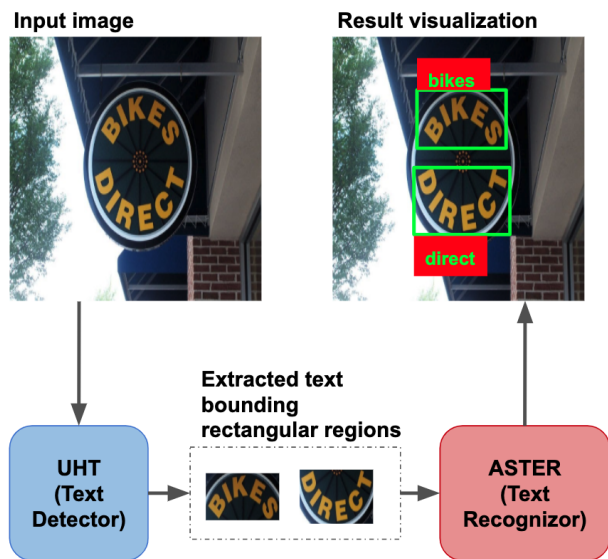 Input image
Result visualization
BIKES
DIRECT
bikes
BIKES
DIRECT
direct
Extracted text
bounding
rectangular regions
UHT
(Text
Detector)
BIKES
DIRECT
ASTER
(Text
Recognizor)